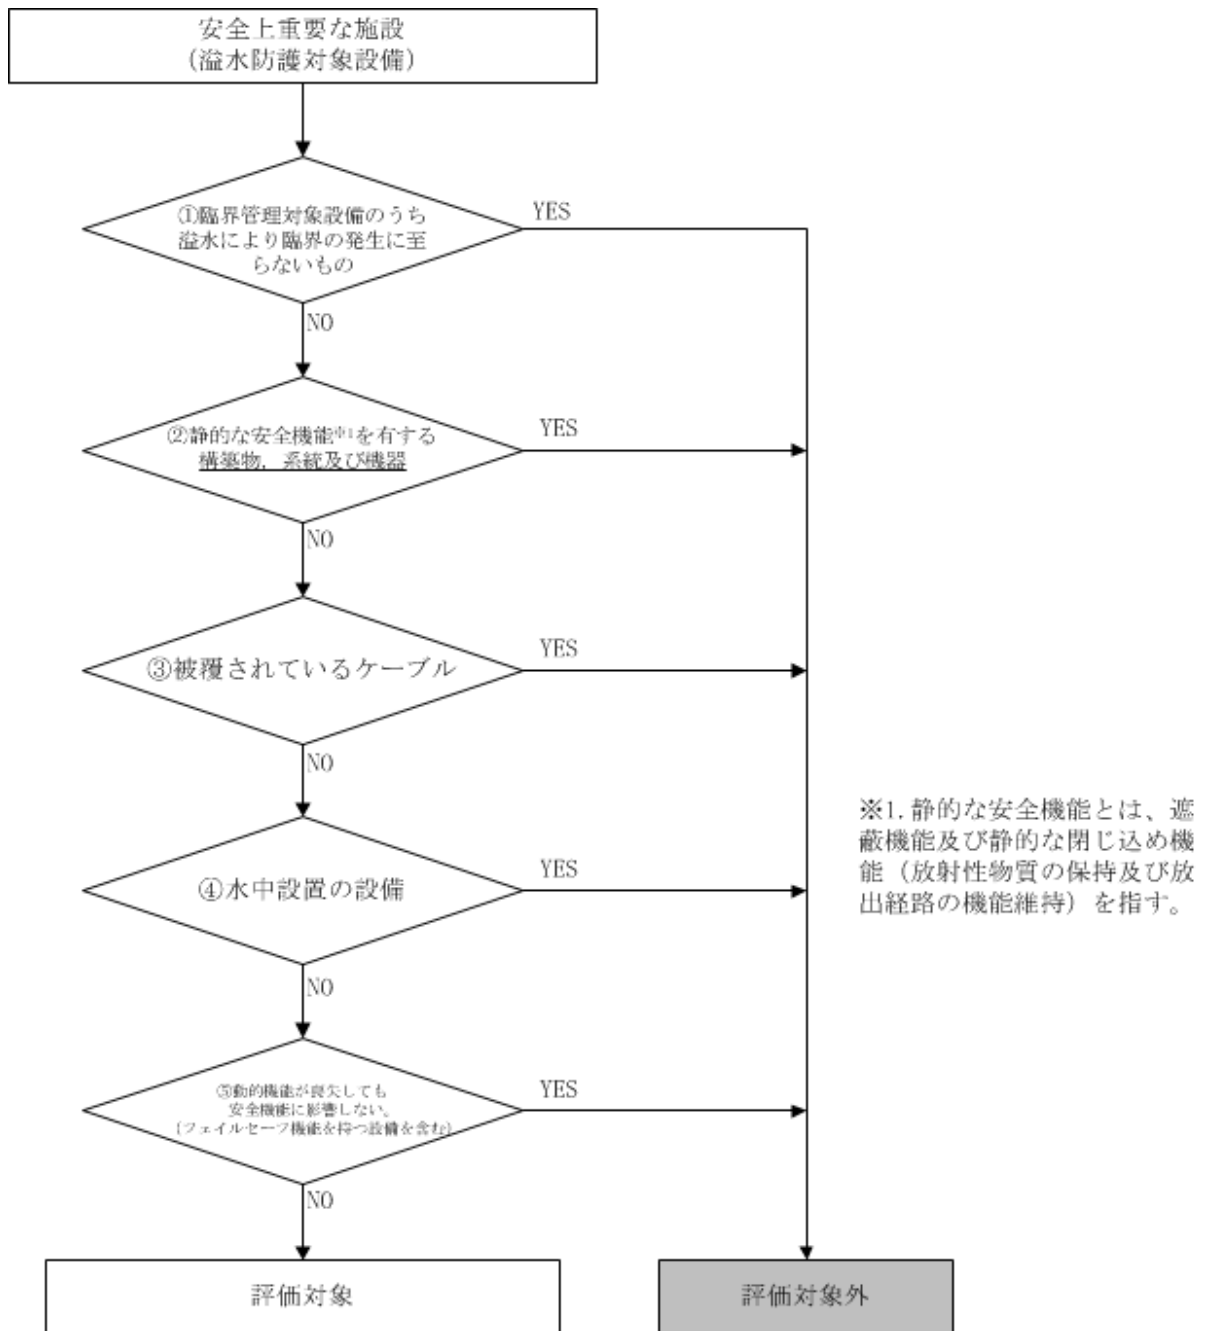 安全上重要な施設
(溢水防護対象設備)
①臨界管理対象設備のうち
溢水により臨界の発生に至
らないもの
YES
NO
②静的な安全機能※1を有する
構築物，系統及び機器
YES
NO
③被覆されているケーブル
YES
NO
④水中設置の設備
YES
NO
⑤動的機能が喪失しても
安全機能に影響しない。
(フェイルセーフ機能を持つ設備を含む)
YES
NO
※1.静的な安全機能とは、遮
蔽機能及び静的な閉じ込め機
能（放射性物質の保持及び放
出経路の機能維持）を指す。
評価対象
評価対象外